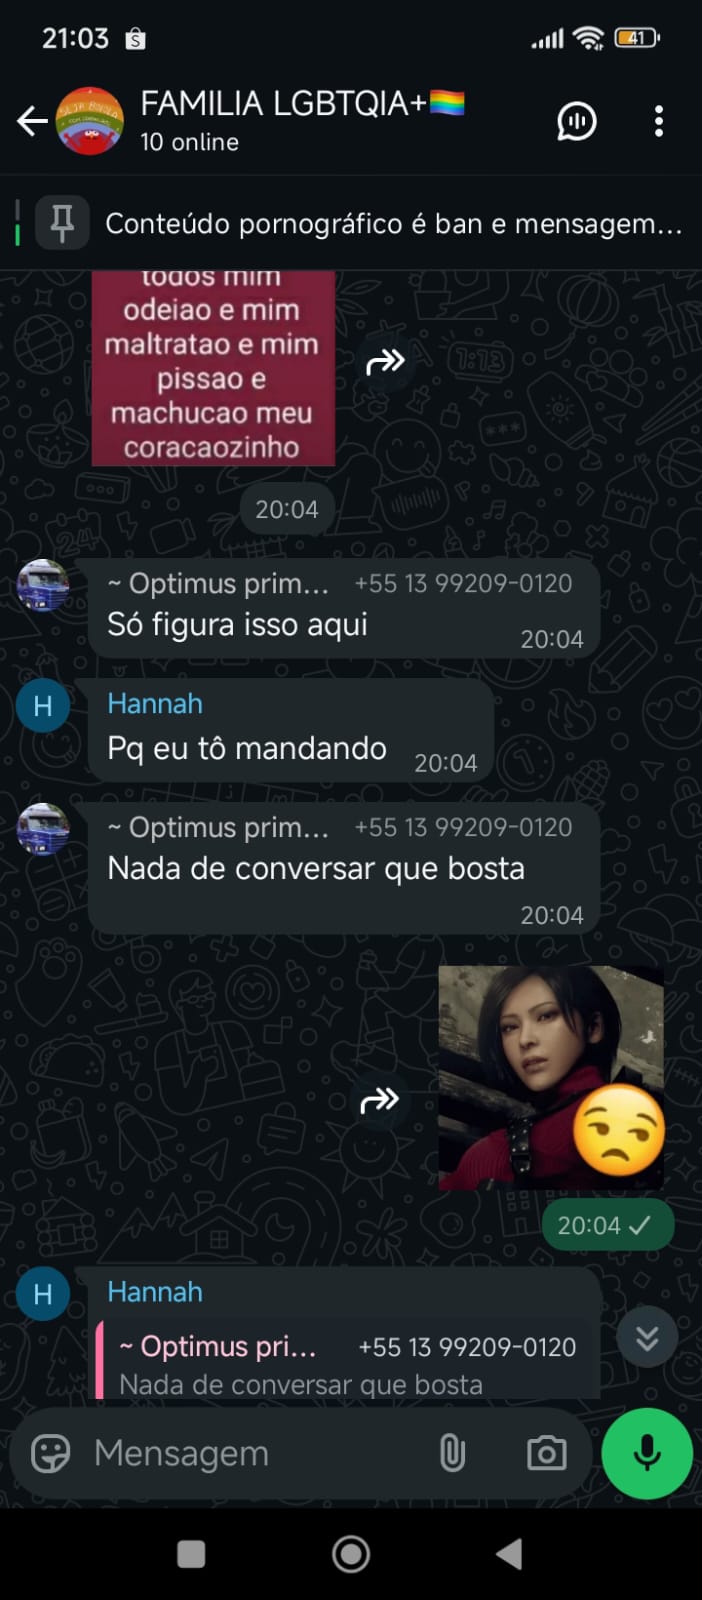 21:03
41
FAMILIA LGBTQIA+🏳️‍🌈
10 online
Conteúdo pornográfico é ban e mensagem...
todos mim
odeiao e mim
maltratao e mim
pissao e
machucao meu
coracaozinho
20:04
~ Optimus prim... +55 13 99209-0120
Só figura isso aqui
20:04
H
Hannah
Pq eu tô mandando
20:04
~ Optimus prim... +55 13 99209-0120
Nada de conversar que bosta
20:04
20:04
H
Hannah
~ Optimus pri... +55 13 99209-0120
Nada de conversar que bosta
Mensagem